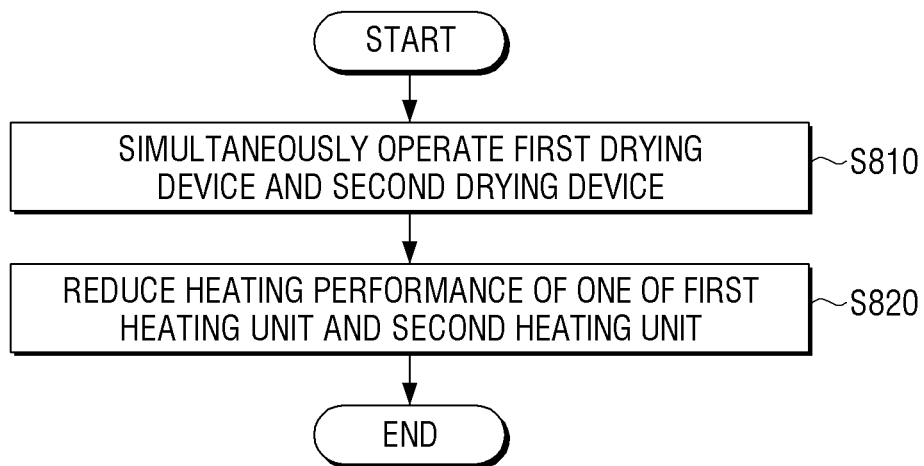 START
SIMULTANEOUSLY OPERATE FIRST DRYING
DEVICE AND SECOND DRYING DEVICE
S810
REDUCE HEATING PERFORMANCE OF ONE OF FIRST
HEATING UNIT AND SECOND HEATING UNIT
S820
END